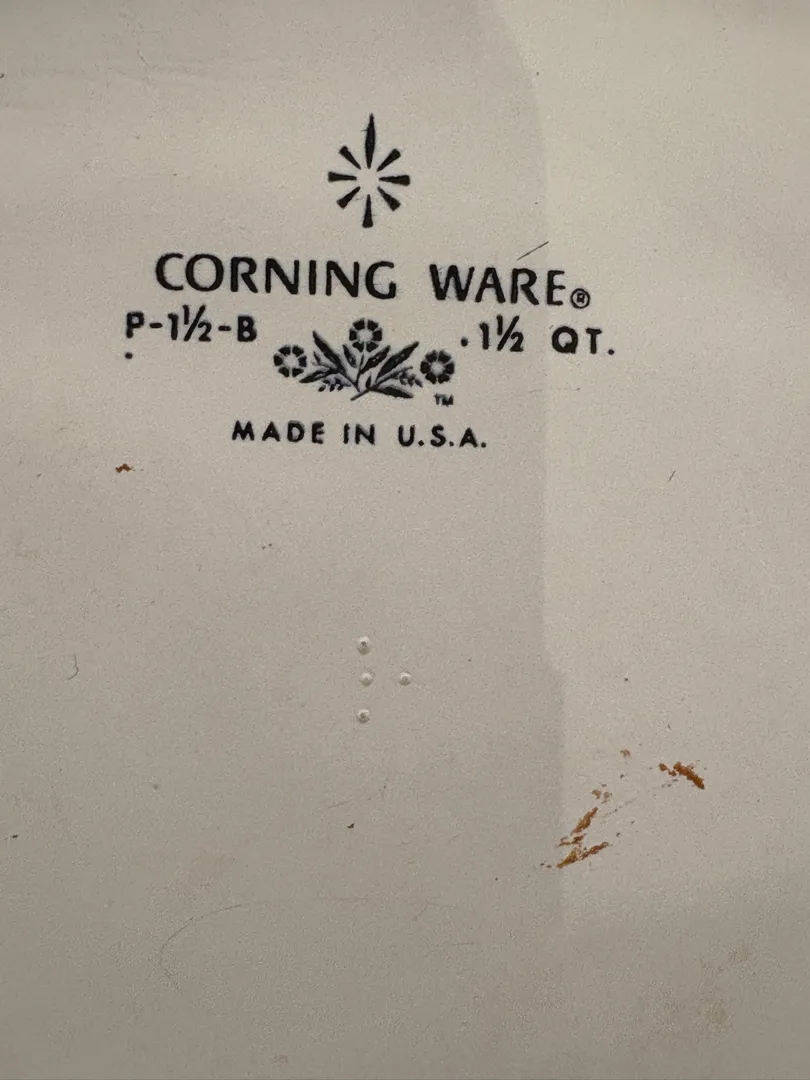 CORNING WARE®
P-1½-B . 1½ QT.
TM
MADE IN U.S.A.